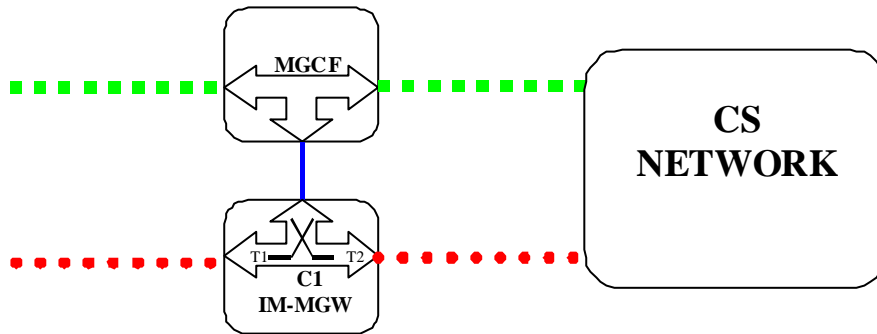 MGCF
CS
NETWORK
T1 T2
C1
IM-MGW